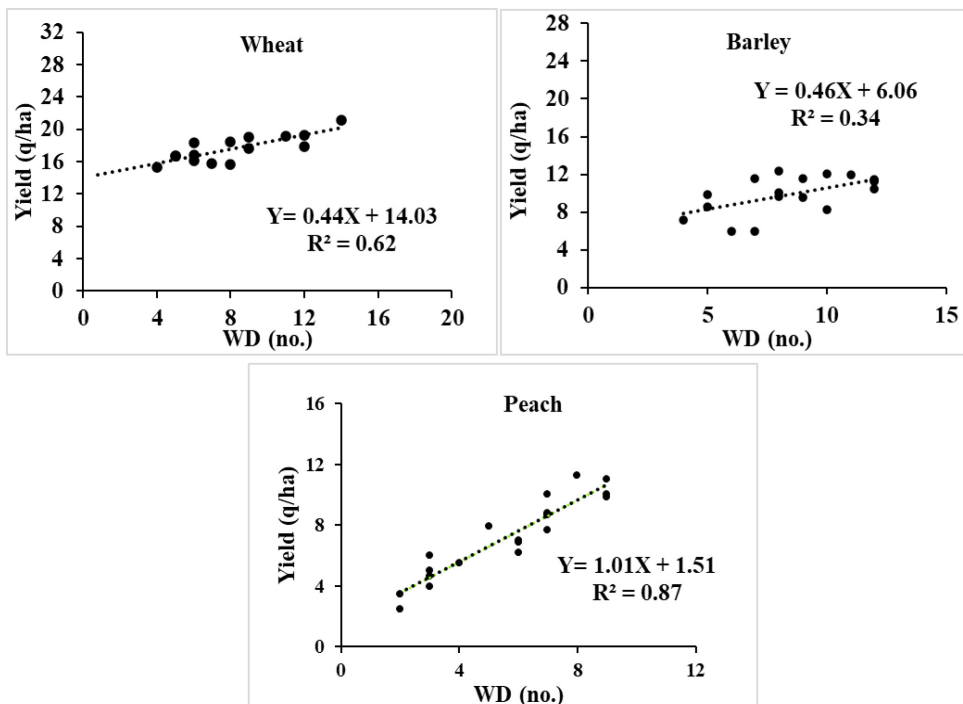 Wheat
Yield (q/ha)
32
28
24
20
16
12
8
4
0
Y= 0.44X + 14.03
R² = 0.62
0 4 8 12 16 20
WD (no.)
Barley
Yield (q/ha)
28
24
20
16
12
8
4
0
Y = 0.46X + 6.06
R² = 0.34
0 5 10 15
WD (no.)
Peach
Yield (q/ha)
16
12
8
4
0
Y= 1.01X + 1.51
R² = 0.87
0 4 8 12
WD (no.)